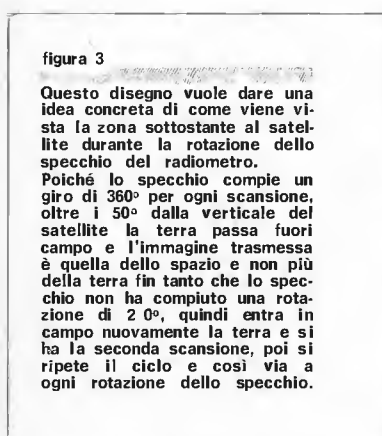 figura 3
Questo disegno vuole dare una
idea concreta di come viene vi-
sta la zona sottostante al satel-
lite durante la rotazione dello
specchio del radiometro.
Poiché lo specchio compie un
giro di 360º per ogni scansione,
oltre i 50º dalla verticale del
satellite la terra passa fuori
campo e l'immagine trasmessa
è quella dello spazio e non più
della terra fin tanto che lo spec-
chio non ha compiuto una rota-
zione di 2 0º, quindi entra in
campo nuovamente la terra e si
ha la seconda scansione, poi si
ripete il ciclo e così via a
ogni rotazione dello specchio.